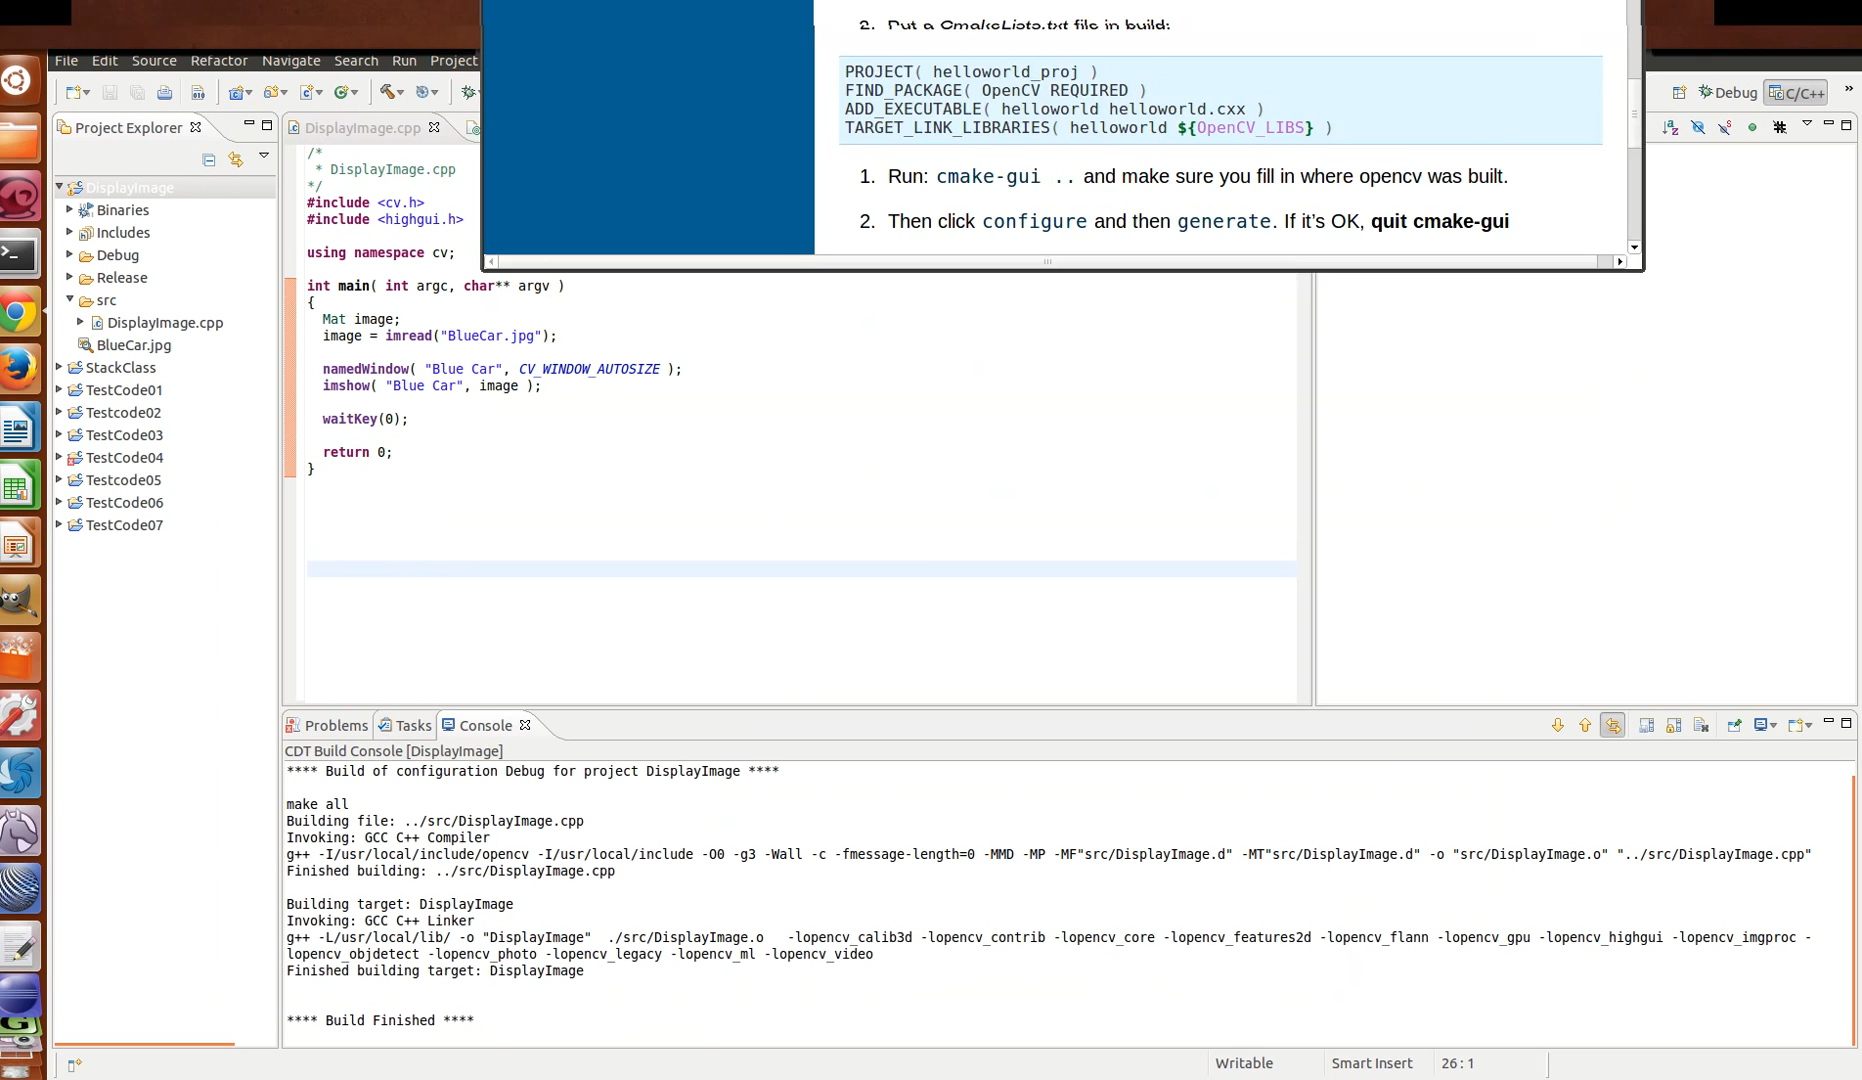 2. Put a CmakeLists.txt file in build:
PROJECT( helloworld_proj )
FIND_PACKAGE( OpenCV REQUIRED )
ADD_EXECUTABLE( helloworld helloworld.cxx )
TARGET_LINK_LIBRARIES( helloworld ${OpenCV_LIBS} )
1. Run: cmake-gui .. and make sure you fill in where opencv was built.
2. Then click configure and then generate. If it's OK, quit cmake-gui
File Edit Source Refactor Navigate Search Run Project
Debug C/C++
Project Explorer
DisplayImage
Binaries
Includes
Debug
Release
src
DisplayImage.cpp
BlueCar.jpg
StackClass
TestCode01
Testcode02
TestCode03
TestCode04
Testcode05
TestCode06
TestCode07
DisplayImage.cpp
/*
* DisplayImage.cpp
*/
#include <cv.h>
#include <highgui.h>
using namespace cv;
int main( int argc, char** argv )
{
Mat image;
image = imread("BlueCar.jpg");
namedWindow( "Blue Car", CV_WINDOW_AUTOSIZE );
imshow( "Blue Car", image );
waitKey(0);
return 0;
}
Problems Tasks Console
CDT Build Console [DisplayImage]
**** Build of configuration Debug for project DisplayImage ****
make all
Building file: ../src/DisplayImage.cpp
Invoking: GCC C++ Compiler
g++ -I/usr/local/include/opencv -I/usr/local/include -O0 -g3 -Wall -c -fmessage-length=0 -MMD -MP -MF"src/DisplayImage.d" -MT"src/DisplayImage.d" -o "src/DisplayImage.o" "../src/DisplayImage.cpp"
Finished building: ../src/DisplayImage.cpp
Building target: DisplayImage
Invoking: GCC C++ Linker
g++ -L/usr/local/lib/ -o "DisplayImage" ./src/DisplayImage.o -lopencv_calib3d -lopencv_contrib -lopencv_core -lopencv_features2d -lopencv_flann -lopencv_gpu -lopencv_highgui -lopencv_imgproc -
lopencv_objdetect -lopencv_photo -lopencv_legacy -lopencv_ml -lopencv_video
Finished building target: DisplayImage
**** Build Finished ****
Writable Smart Insert 26 : 1